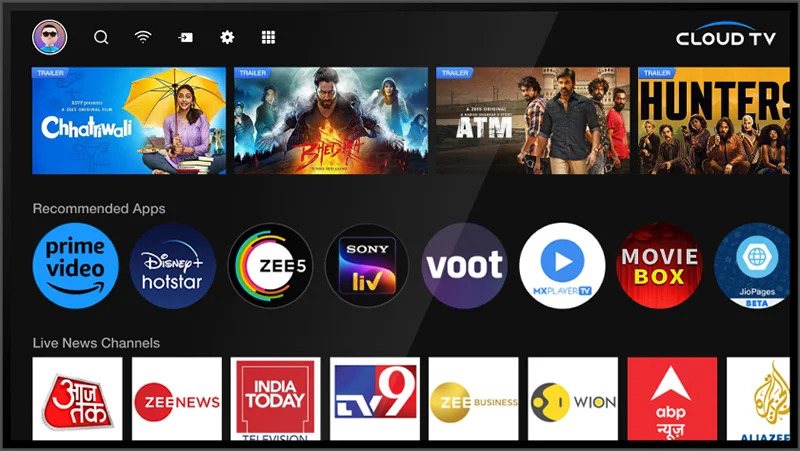 CLOUD TV
TRAILER
RSVP presents
A ZEE5 ORIGINAL FILM
Chhatriwali
TRAILER
BHEDIYA
TRAILER
A ZEE5 ORIGINAL
ATM
TRAILER
HUNTERS
Recommended Apps
prime
video
Disney+
hotstar
ZEE5
SONY
liv
voot
MXPLAYER TV
MOVIE
BOX
JioPages
BETA
Live News Channels
आज
तक
ZEE NEWS
INDIA
TODAY
TELEVISION
TV9
ZEE BUSINESS
WION
abp
न्यूज़
ALJAZEE